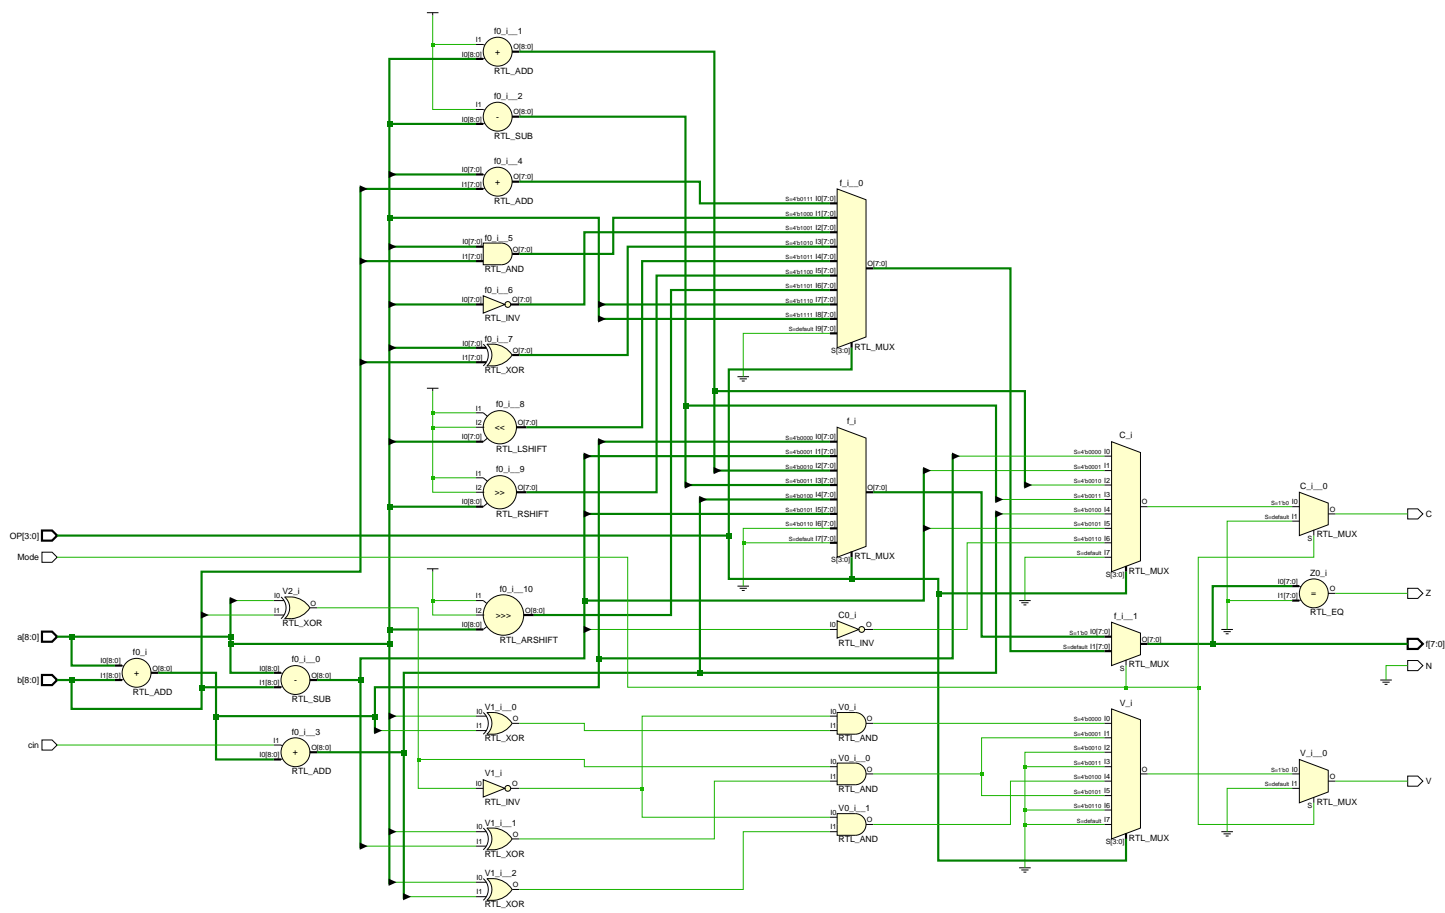 f0_i__1
I1
I0[8:0]
+
O[8:0]
RTL_ADD
f0_i__2
I1
I0[8:0]
-
O[8:0]
RTL_SUB
f0_i__4
I0[7:0]
I1[7:0]
+
O[7:0]
RTL_ADD
f0_i__5
I0[7:0]
I1[7:0]
O[7:0]
RTL_AND
f0_i__6
I0[7:0]
O[7:0]
RTL_INV
f0_i__7
I0[7:0]
I1[7:0]
O[7:0]
RTL_XOR
f0_i__8
I1
I2
I0[7:0]
<<
O[7:0]
RTL_LSHIFT
f0_i__9
I1
I2
I0[8:0]
>>
O[7:0]
RTL_RSHIFT
f0_i__10
I1
I2
I0[8:0]
>>>
O[8:0]
RTL_ARSHIFT
f_i__0
S=4'b0111 I0[7:0]
S=4'b1000 I1[7:0]
S=4'b1001 I2[7:0]
S=4'b1010 I3[7:0]
S=4'b1011 I4[7:0]
S=4'b1100 I5[7:0]
S=4'b1101 I6[7:0]
S=4'b1110 I7[7:0]
S=4'b1111 I8[7:0]
S=default I9[7:0]
S[3:0]
O[7:0]
RTL_MUX
f_i
S=4'b0000 I0[7:0]
S=4'b0001 I1[7:0]
S=4'b0010 I2[7:0]
S=4'b0011 I3[7:0]
S=4'b0100 I4[7:0]
S=4'b0101 I5[7:0]
S=4'b0110 I6[7:0]
S=default I7[7:0]
S[3:0]
O[7:0]
RTL_MUX
C_i
S=4'b0000 I0
S=4'b0001 I1
S=4'b0010 I2
S=4'b0011 I3
S=4'b0100 I4
S=4'b0101 I5
S=4'b0110 I6
S=default I7
S[3:0]
O
RTL_MUX
C_i__0
S=1'b0 I0
S=default I1
S
O
RTL_MUX
C
OP[3:0]
Mode
V2_i
I0
I1
O
RTL_XOR
a[8:0]
b[8:0]
f0_i
I0[8:0]
I1[8:0]
+
O[8:0]
RTL_ADD
f0_i__0
I0[8:0]
I1[8:0]
-
O[8:0]
RTL_SUB
cin
f0_i__3
I1
I0[8:0]
+
O[8:0]
RTL_ADD
C0_i
I0
O
RTL_INV
Z0_i
I0[7:0]
I1[7:0]
=
O
RTL_EQ
Z
f_i__1
S=1'b0 I0[7:0]
S=default I1[7:0]
S
O[7:0]
RTL_MUX
f[7:0]
N
V1_i__0
I0
I1
O
RTL_XOR
V1_i
I0
O
RTL_INV
V1_i__1
I0
I1
O
RTL_XOR
V1_i__2
I0
I1
O
RTL_XOR
V0_i
I0
I1
O
RTL_AND
V0_i__0
I0
I1
O
RTL_AND
V0_i__1
I0
I1
O
RTL_AND
V_i
S=4'b0000 I0
S=4'b0001 I1
S=4'b0010 I2
S=4'b0011 I3
S=4'b0100 I4
S=4'b0101 I5
S=4'b0110 I6
S=default I7
S[3:0]
O
RTL_MUX
V_i__0
S=1'b0 I0
S=default I1
S
O
RTL_MUX
V